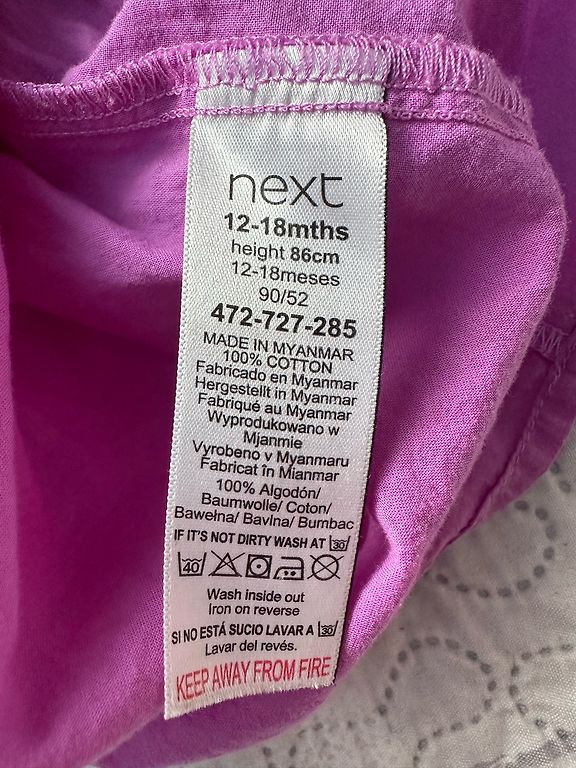 next
12-18mths
height 86cm
12-18meses
90/52
472-727-285
MADE IN MYANMAR
100% COTTON
Fabricado en Myanmar
Hergestellt in Myanmar
Fabriqué au Myanmar
Wyprodukowano w
Mjanmie
Vyrobeno v Myanmaru
Fabricat în Mianmar
100% Algodón/
Baumwolle/ Coton/
Bawełna/ Bavlna/ Bumbac
IF IT'S NOT DIRTY WASH AT 30
40
Wash inside out
Iron on reverse
SI NO ESTÁ SUCIO LAVAR A 30
Lavar del revés.
KEEP AWAY FROM FIRE